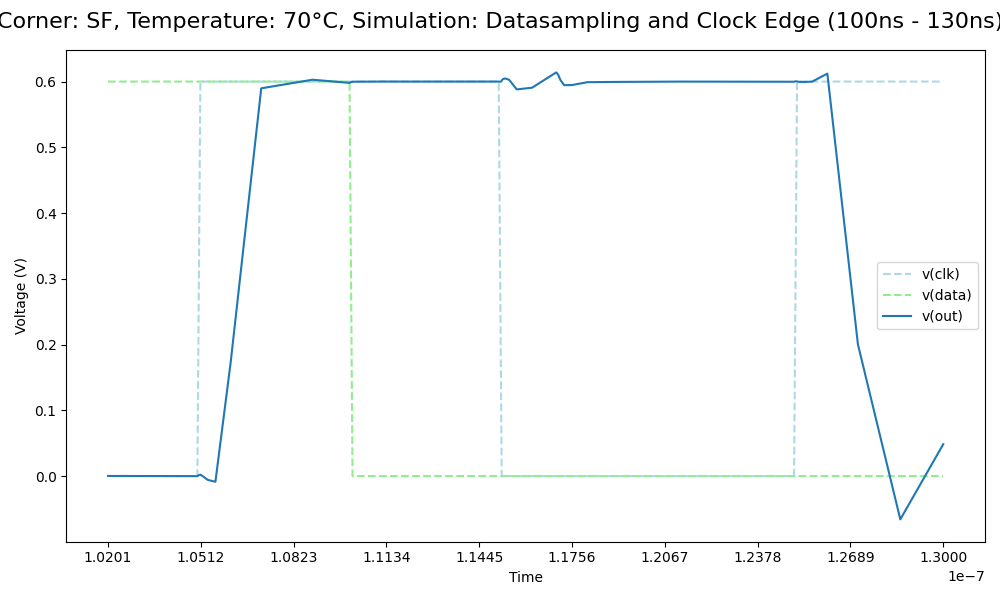 Corner: SF, Temperature: 70°C, Simulation: Datasampling and Clock Edge (100ns - 130ns)
0.6
0.5
0.4
0.3
0.2
0.1
0.0
Voltage (V)
v(clk)
v(data)
v(out)
1.0201 1.0512 1.0823 1.1134 1.1445 1.1756 1.2067 1.2378 1.2689 1.3000
1e−7
Time